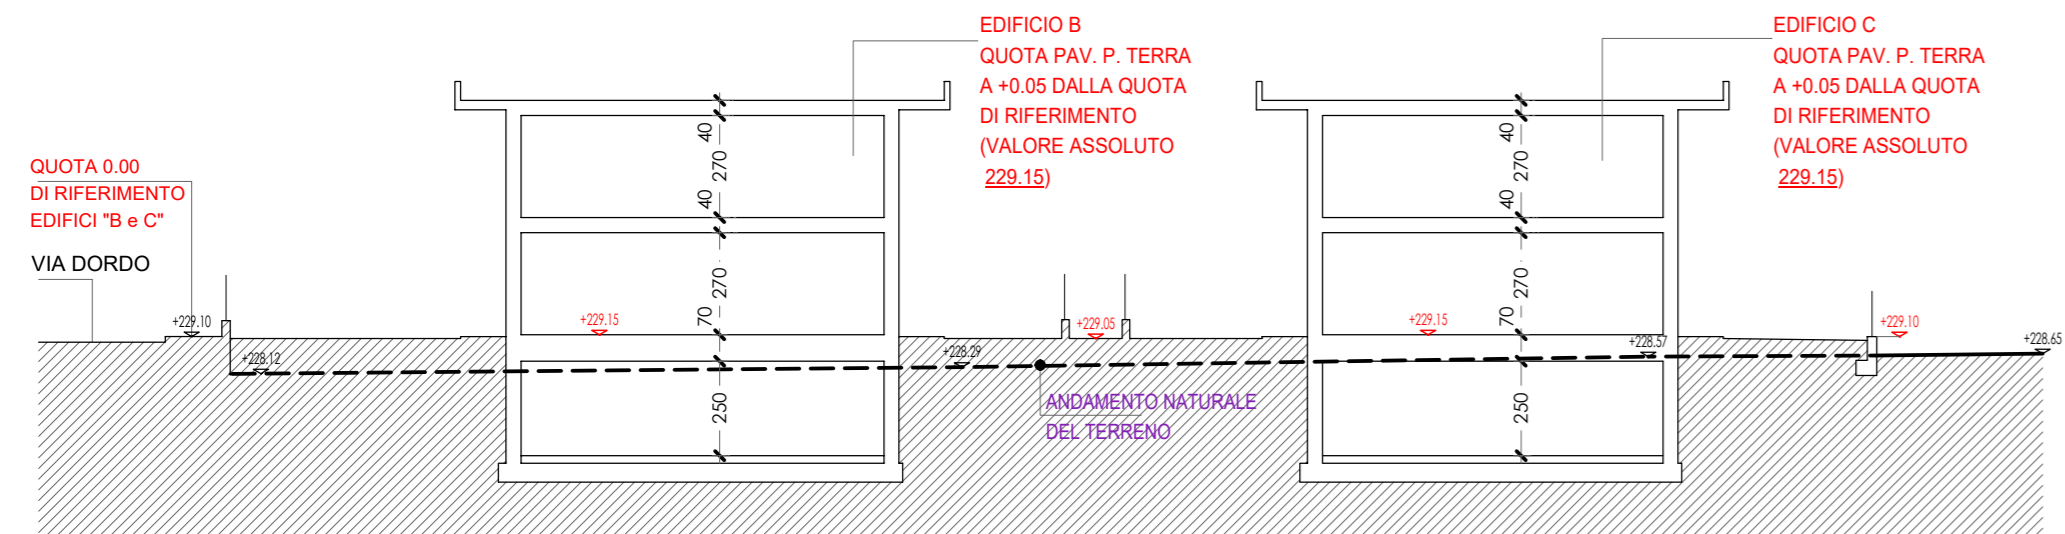 EDIFICIO B
QUOTA PAV. P. TERRA
A +0.05 DALLA QUOTA
DI RIFERIMENTO
(VALORE ASSOLUTO
229.15)
EDIFICIO C
QUOTA PAV. P. TERRA
A +0.05 DALLA QUOTA
DI RIFERIMENTO
(VALORE ASSOLUTO
229.15)
QUOTA 0.00
DI RIFERIMENTO
EDIFICI "B e C"
VIA DORDO
+229.10
+228.12
40
270
40
270
70
250
+229.15
+228.29
+229.05
ANDAMENTO NATURALE
DEL TERRENO
40
270
40
270
70
250
+229.15
+228.57
+229.10
+228.65